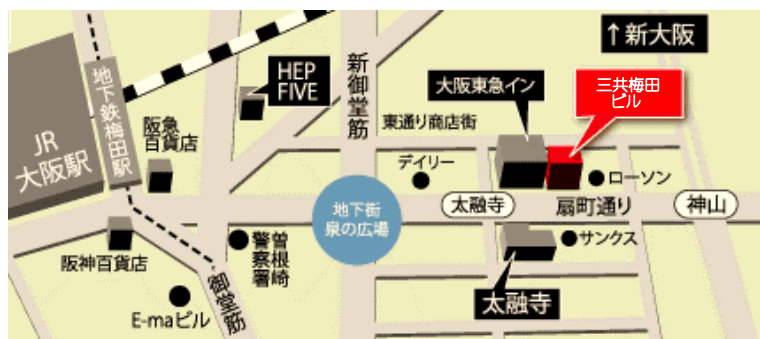 ↑新大阪
HEP
FIVE
新御堂筋
大阪東急イン
三共梅田
ビル
地下鉄梅田駅
JR
大阪駅
阪急
百貨店
東通り商店街
デイリー
ローソン
地下街
泉の広場
太融寺
扇町通り
神山
曽根崎
警察署
サンクス
阪神百貨店
御堂筋
太融寺
E-maビル